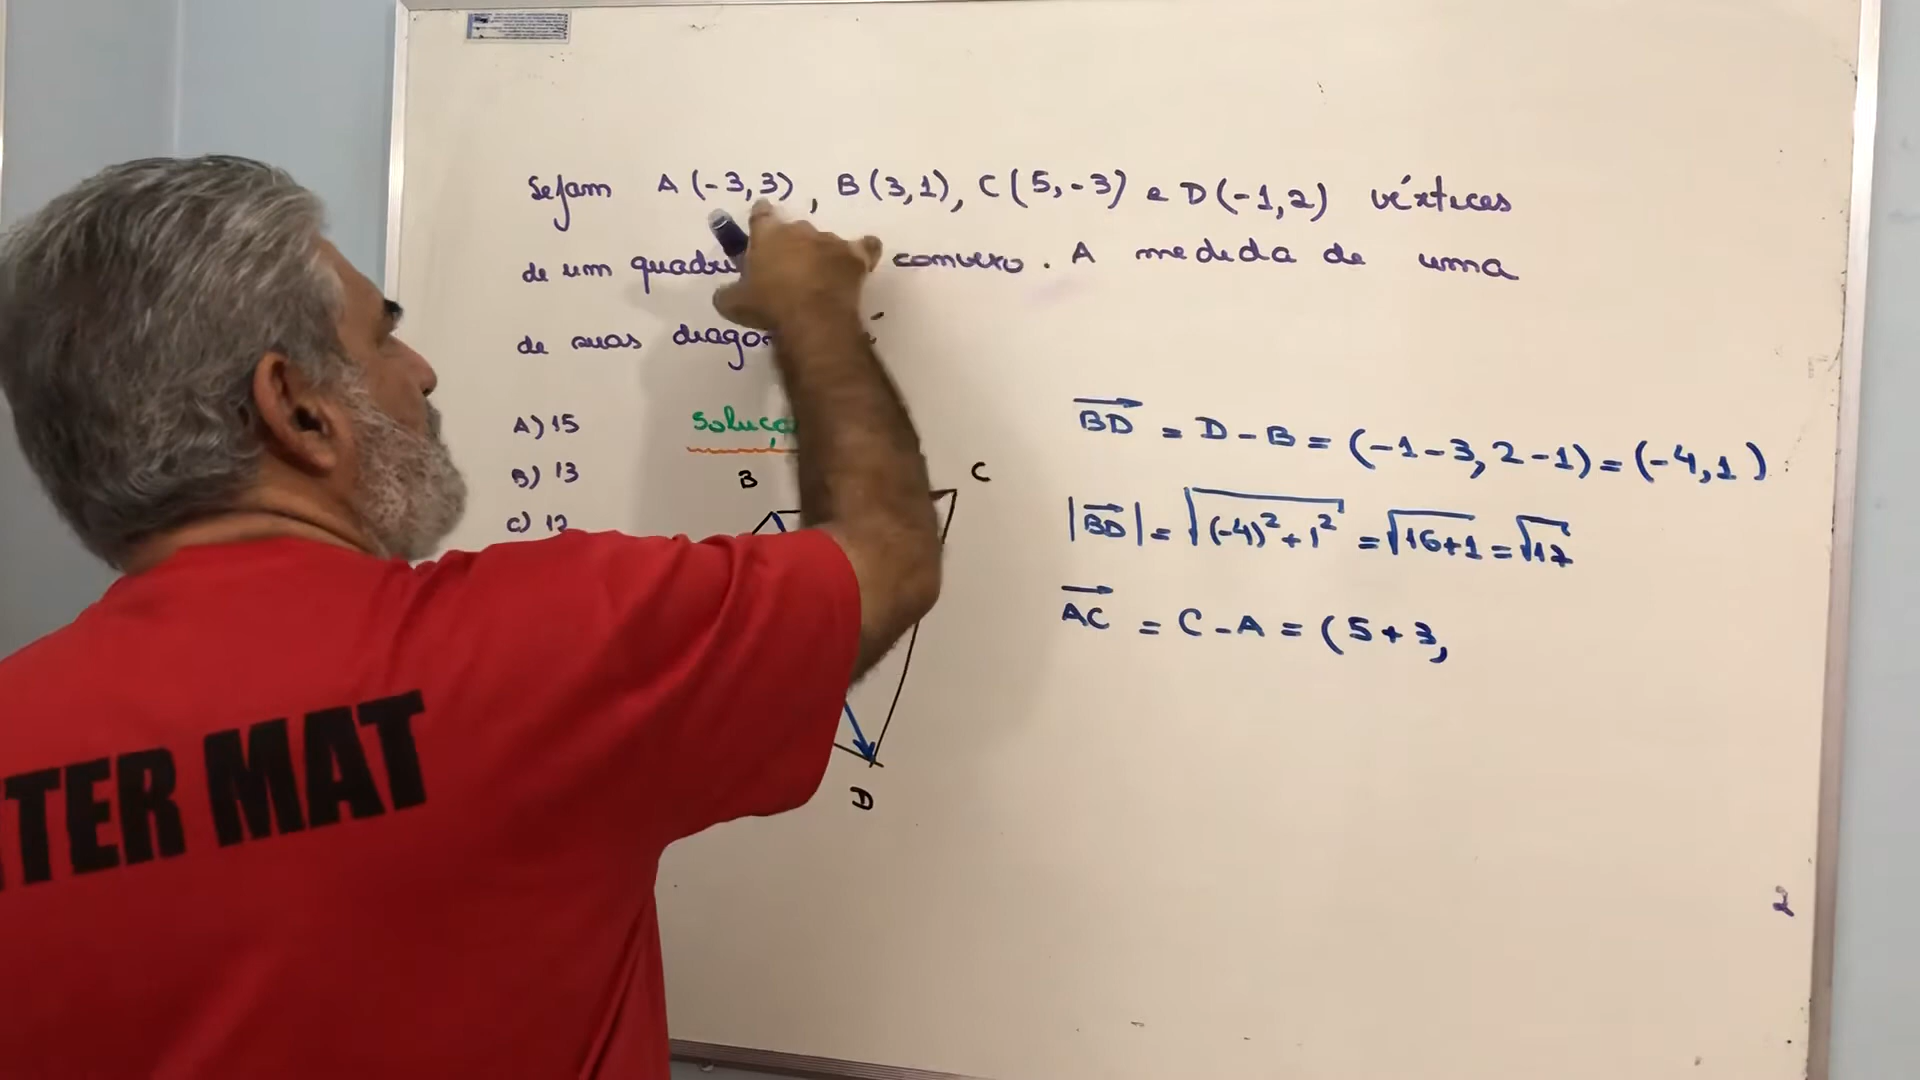 Sejam A(-3,3), B(3,1), C(5,-3) e D(-1,2) vértices
de um convexo. A medida de uma
de suas
A) 15
B) 13
C) 12
B
C
D
BD = D - B = (-1-3, 2-1) = (-4,1)
|BD| = √(-4)²+1² = √16+1 = √17
AC = C - A = (5+3,
2
TER MAT